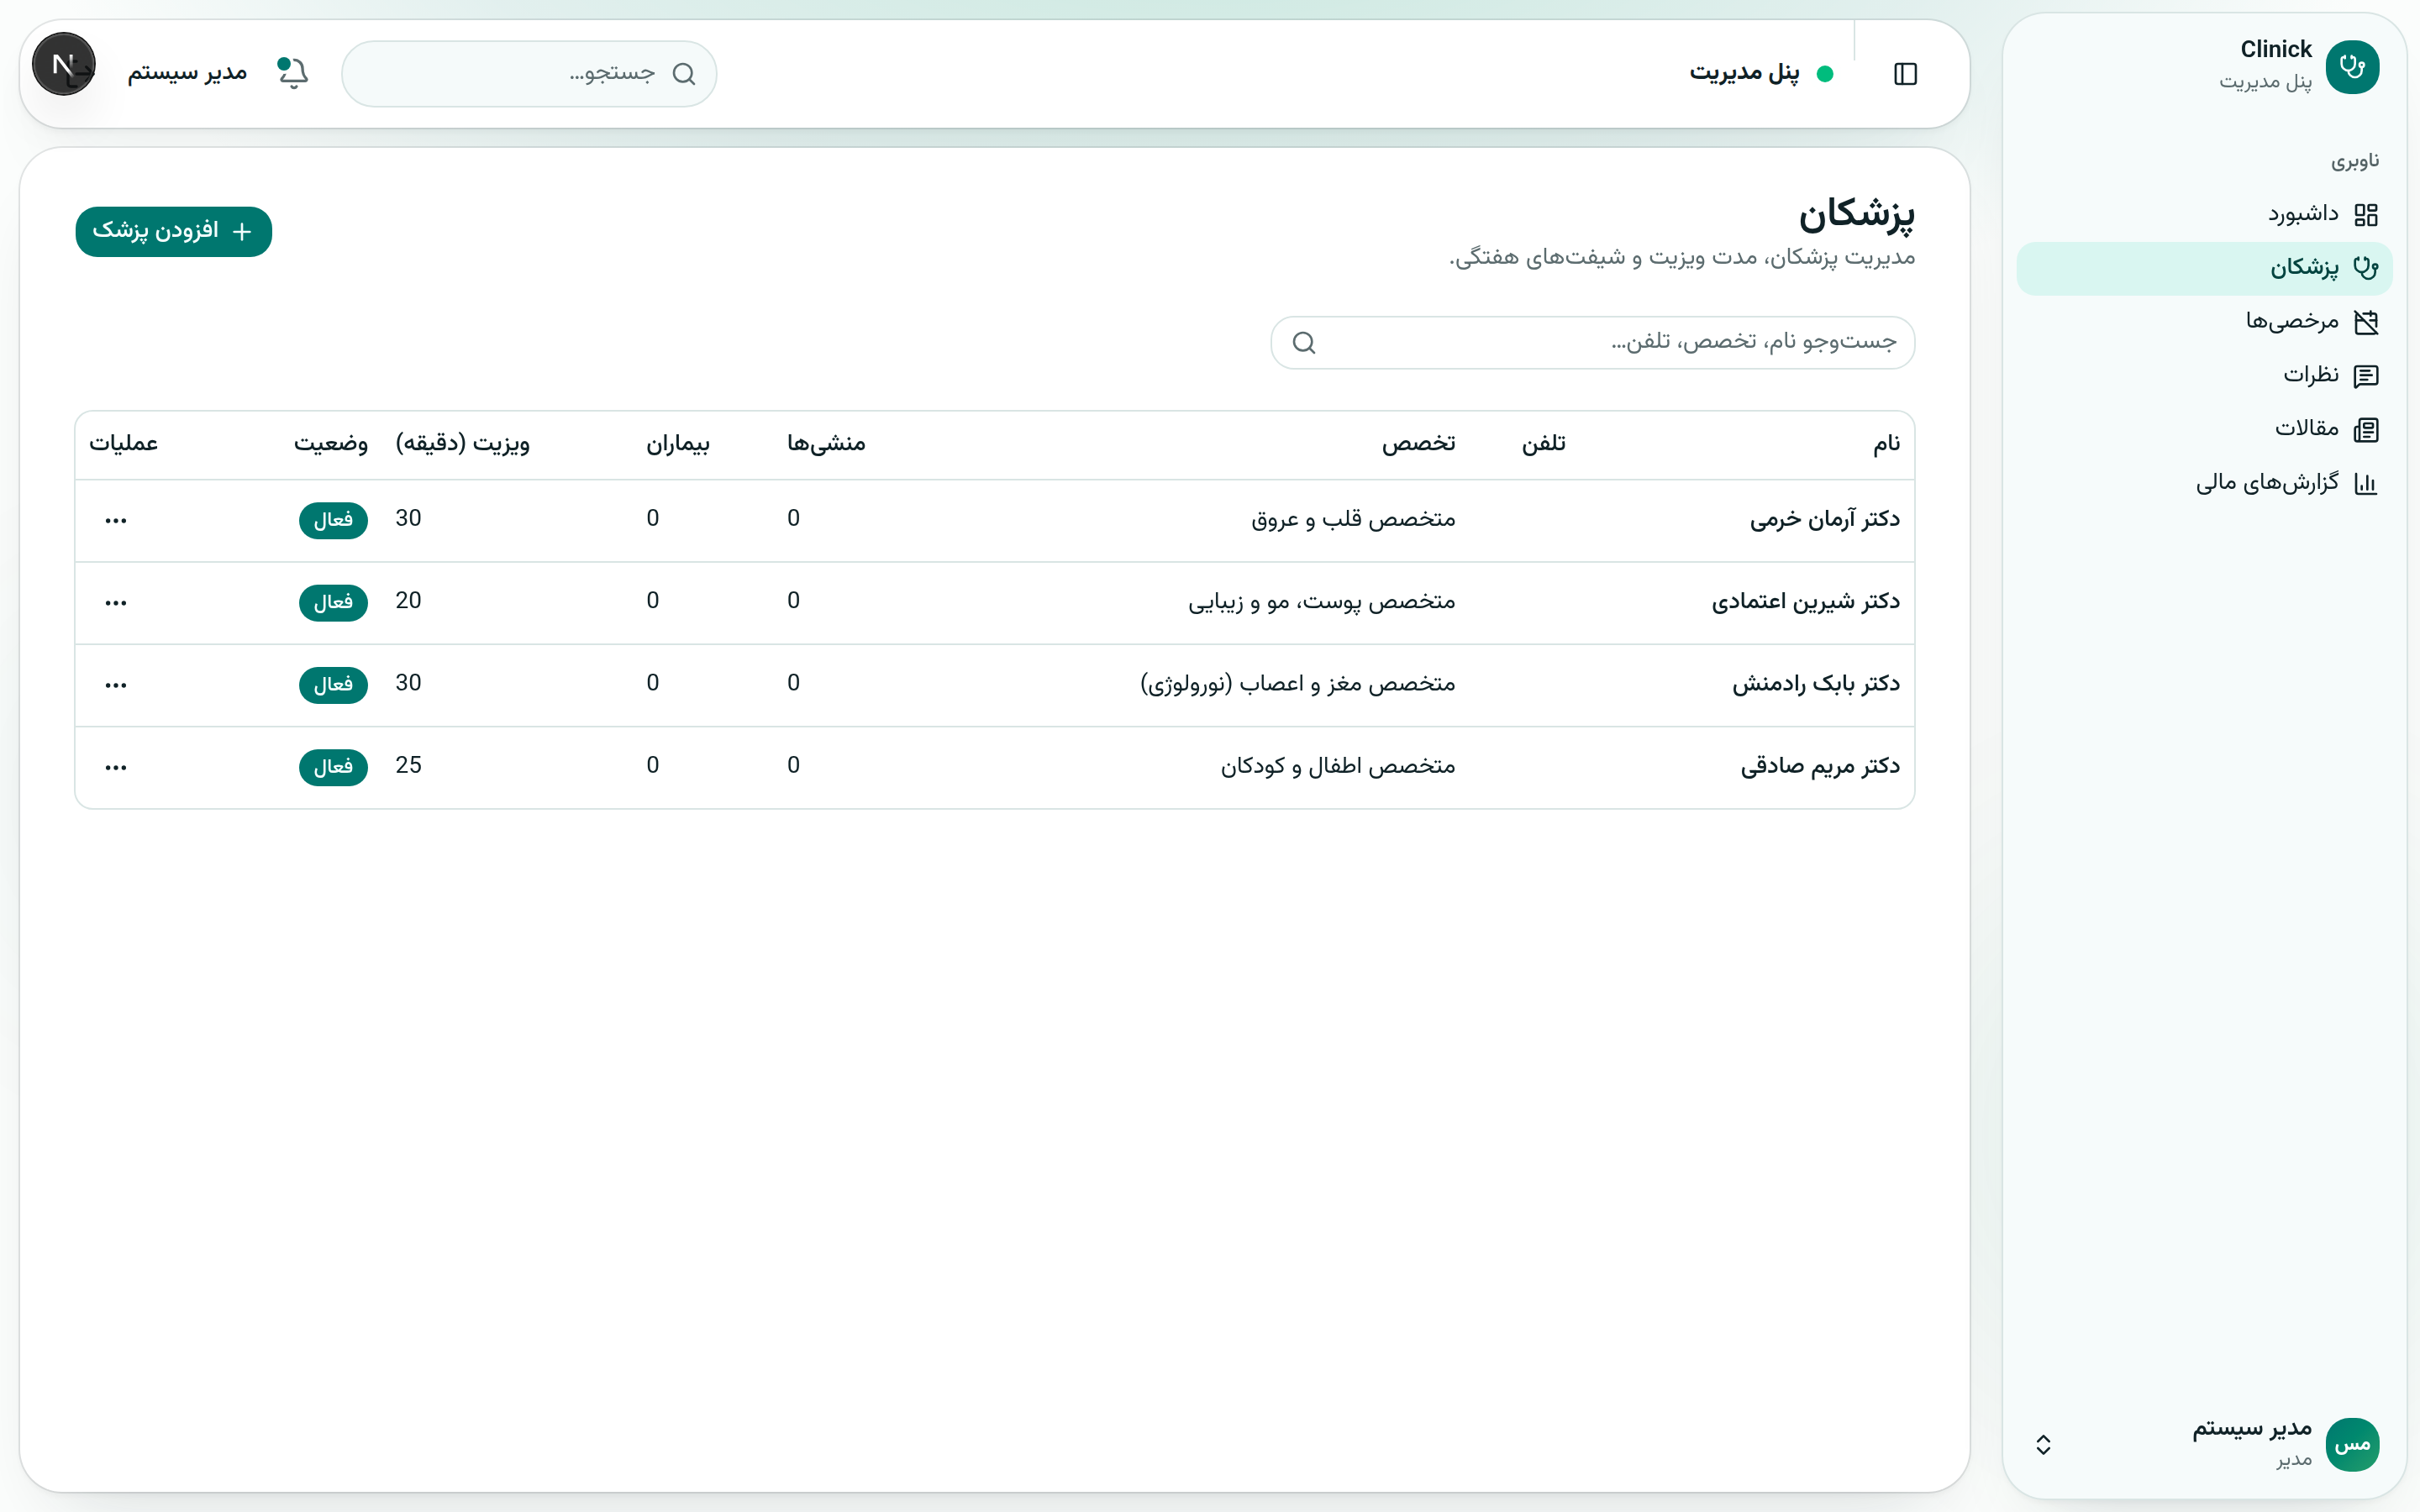 Clinick
پنل مدیریت
ناوبری
داشبورد
پزشکان
مرخصی‌ها
نظرات
مقالات
گزارش‌های مالی
مدیر سیستم
مدیر
مس
پنل مدیریت
جستجو...
مدیر سیستم
N
پزشکان
مدیریت پزشکان، مدت ویزیت و شیفت‌های هفتگی.
افزودن پزشک
جست‌وجو نام، تخصص، تلفن...
نام تلفن تخصص منشی‌ها بیماران ویزیت (دقیقه) وضعیت عملیات
دکتر آرمان خرمی متخصص قلب و عروق 0 0 30 فعال
دکتر شیرین اعتمادی متخصص پوست، مو و زیبایی 0 0 20 فعال
دکتر بابک رادمنش متخصص مغز و اعصاب (نورولوژی) 0 0 30 فعال
دکتر مریم صادقی متخصص اطفال و کودکان 0 0 25 فعال